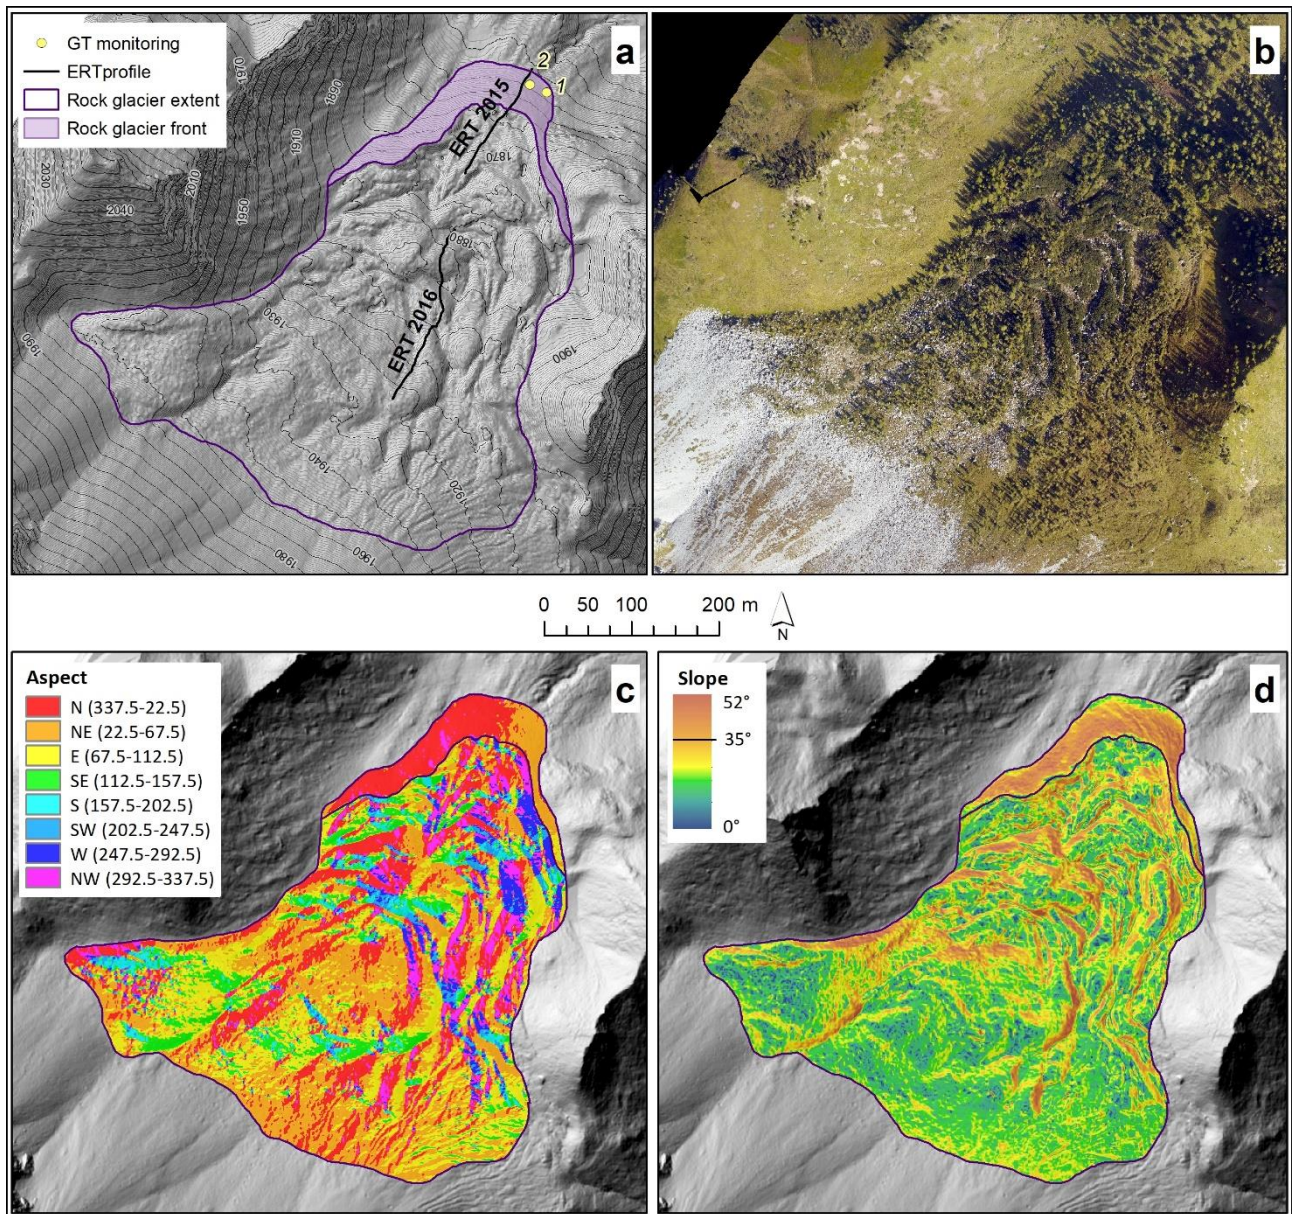 a
GT monitoring
ERTprofile
Rock glacier extent
Rock glacier front
1970
1890
1910
2010
2030
2040
1950
2
1
ERT 2015
1870
1880
ERT 2016
1930
1990
1900
1940
1920
1960
1980
b
0 50 100 200 m
N
c
Aspect
N (337.5-22.5)
NE (22.5-67.5)
E (67.5-112.5)
SE (112.5-157.5)
S (157.5-202.5)
SW (202.5-247.5)
W (247.5-292.5)
NW (292.5-337.5)
d
Slope
52°
35°
0°